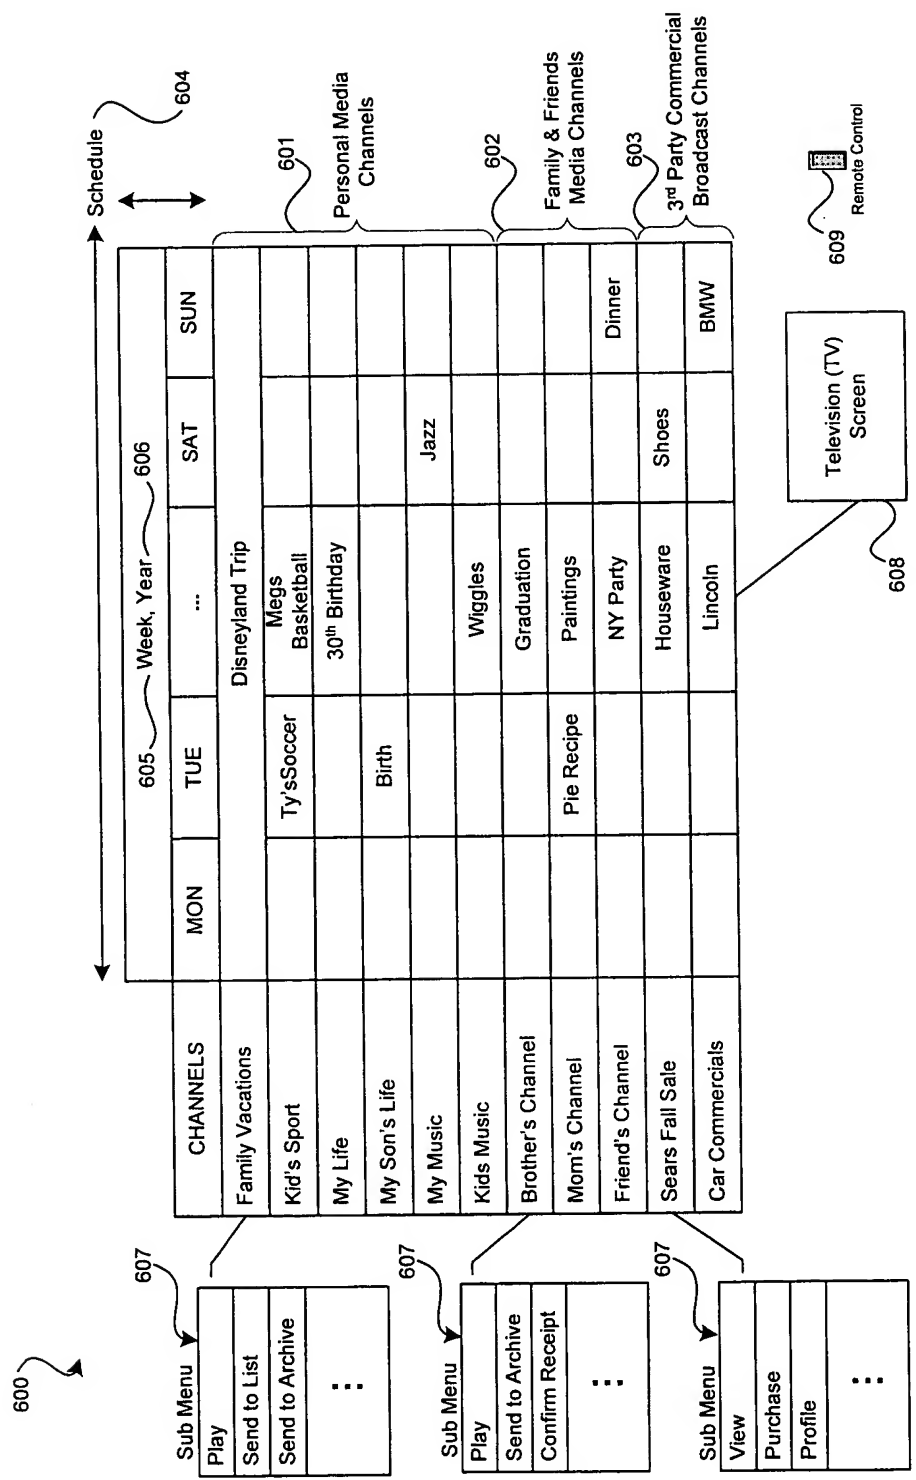 600
Schedule
604
605
Week, Year
606
CHANNELS
MON
TUE
...
SAT
SUN
Family Vacations
Disneyland Trip
Kid's Sport
Ty'sSoccer
Megs
Basketball
My Life
30th Birthday
My Son's Life
Birth
My Music
Jazz
Kids Music
Wiggles
Brother's Channel
Graduation
Mom's Channel
Pie Recipe
Paintings
Friend's Channel
NY Party
Dinner
Sears Fall Sale
Houseware
Shoes
Car Commercials
Lincoln
BMW
601
Personal Media
Channels
602
Family & Friends
Media Channels
603
3rd Party Commercial
Broadcast Channels
607
Sub Menu
Play
Send to List
Send to Archive
...
607
Sub Menu
Play
Send to Archive
Confirm Receipt
...
607
Sub Menu
View
Purchase
Profile
...
Television (TV)
Screen
608
609
Remote Control